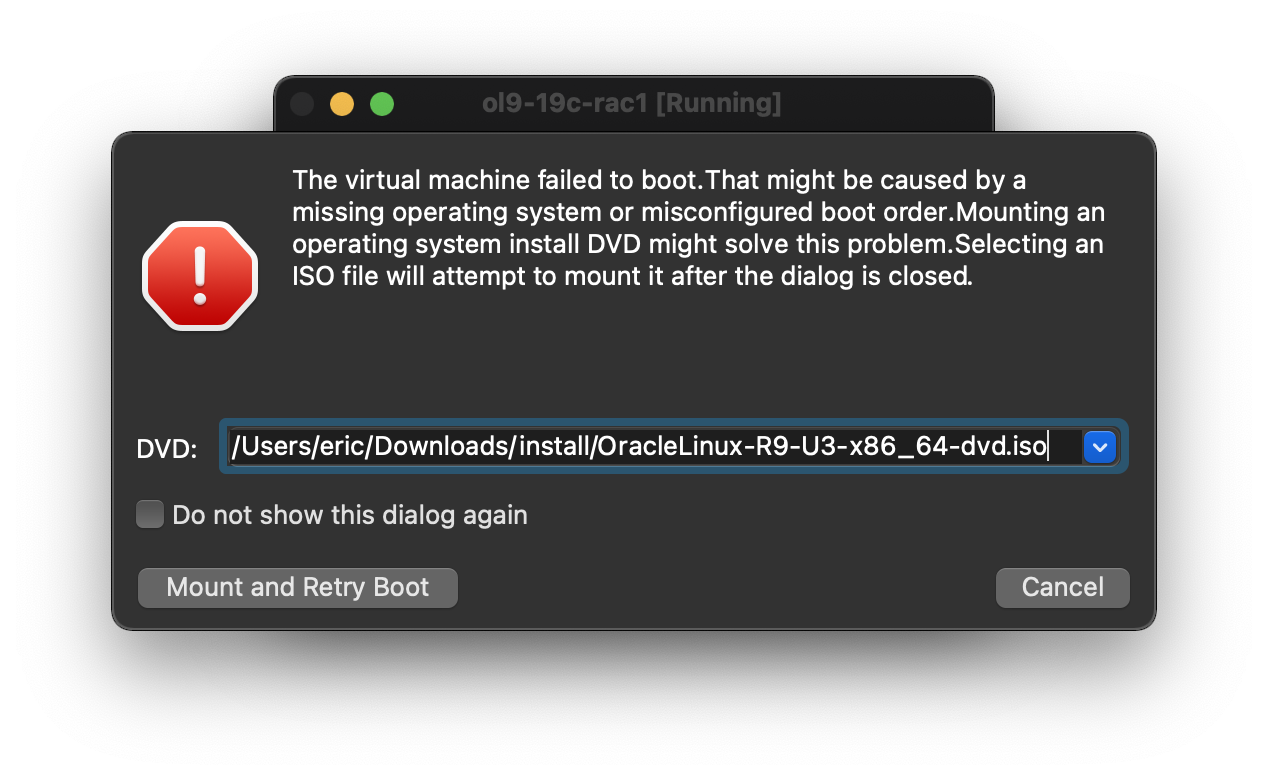 ol9-19c-rac1 [Running]
The virtual machine failed to boot.That might be caused by a
missing operating system or misconfigured boot order.Mounting an
operating system install DVD might solve this problem.Selecting an
ISO file will attempt to mount it after the dialog is closed.
DVD: /Users/eric/Downloads/install/OracleLinux-R9-U3-x86_64-dvd.iso
Do not show this dialog again
Mount and Retry Boot Cancel